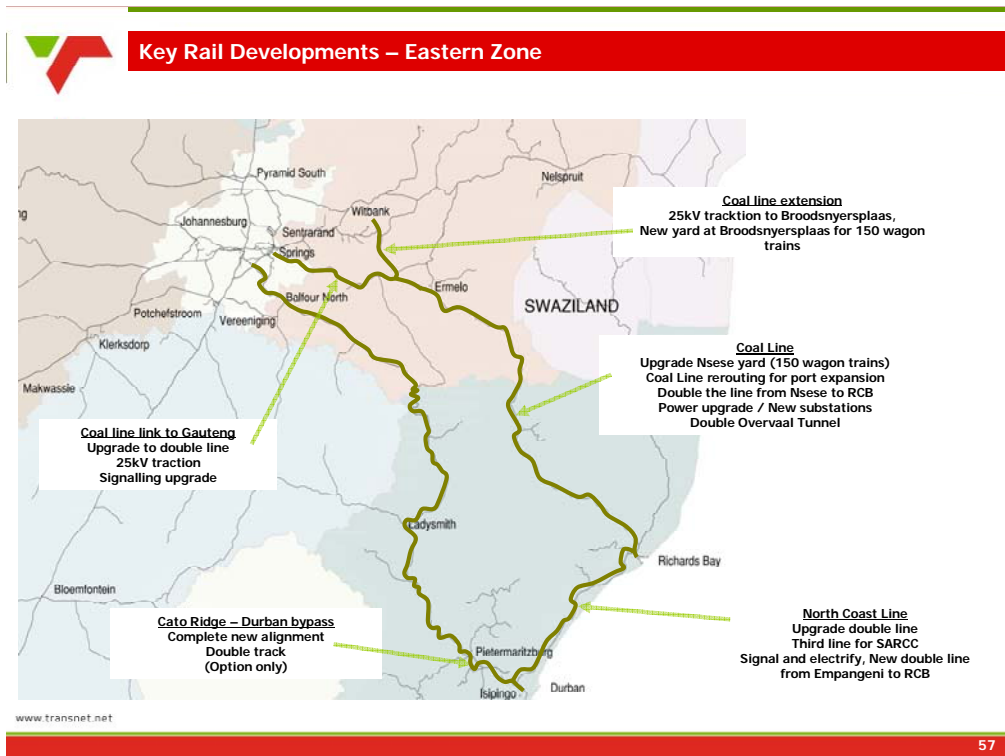 Key Rail Developments – Eastern Zone
Pyramid South
Nelspruit
ng
Johannesburg
Witbank
Sentrarand
Springs
Coal line extension
25kV tracktion to Broodsnyersplaas,
New yard at Broodsnyersplaas for 150 wagon
trains
Balfour North
Ermelo
SWAZILAND
Potchefstroom
Vereeniging
Klerksdorp
Makwassie
Coal Line
Upgrade Nsese yard (150 wagon trains)
Coal Line rerouting for port expansion
Double the line from Nsese to RCB
Power upgrade / New substations
Double Overvaal Tunnel
Coal line link to Gauteng
Upgrade to double line
25kV traction
Signalling upgrade
Ladysmith
Richards Bay
Bloemfontein
Cato Ridge – Durban bypass
Complete new alignment
Double track
(Option only)
North Coast Line
Upgrade double line
Third line for SARCC
Signal and electrify, New double line
from Empangeni to RCB
Pietermaritzburg
Isipingo
Durban
www.transnet.net
57